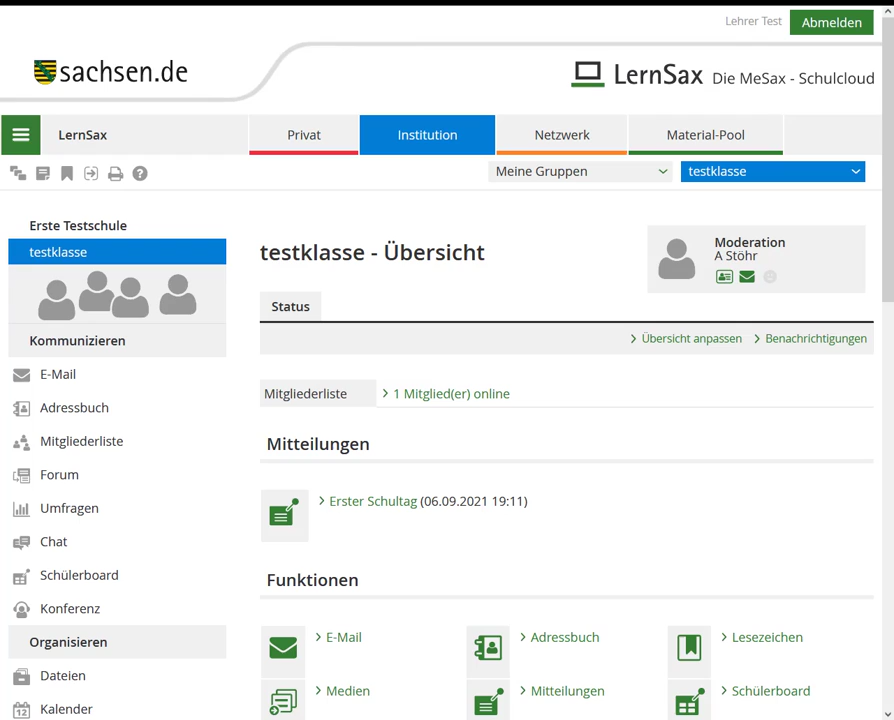 Lehrer Test Abmelden
sachsen.de
LernSax Die MeSax - Schulcloud
LernSax Privat Institution Netzwerk Material-Pool
Meine Gruppen testklasse
Erste Testschule
testklasse
Kommunizieren
E-Mail
Adressbuch
Mitgliederliste
Forum
Umfragen
Chat
Schülerboard
Konferenz
Organisieren
Dateien
12 Kalender
testklasse - Übersicht
Moderation
A Stöhr
Status
Übersicht anpassen Benachrichtigungen
Mitgliederliste 1 Mitglied(er) online
Mitteilungen
Erster Schultag (06.09.2021 19:11)
Funktionen
E-Mail Adressbuch Lesezeichen
Medien Mitteilungen Schülerboard